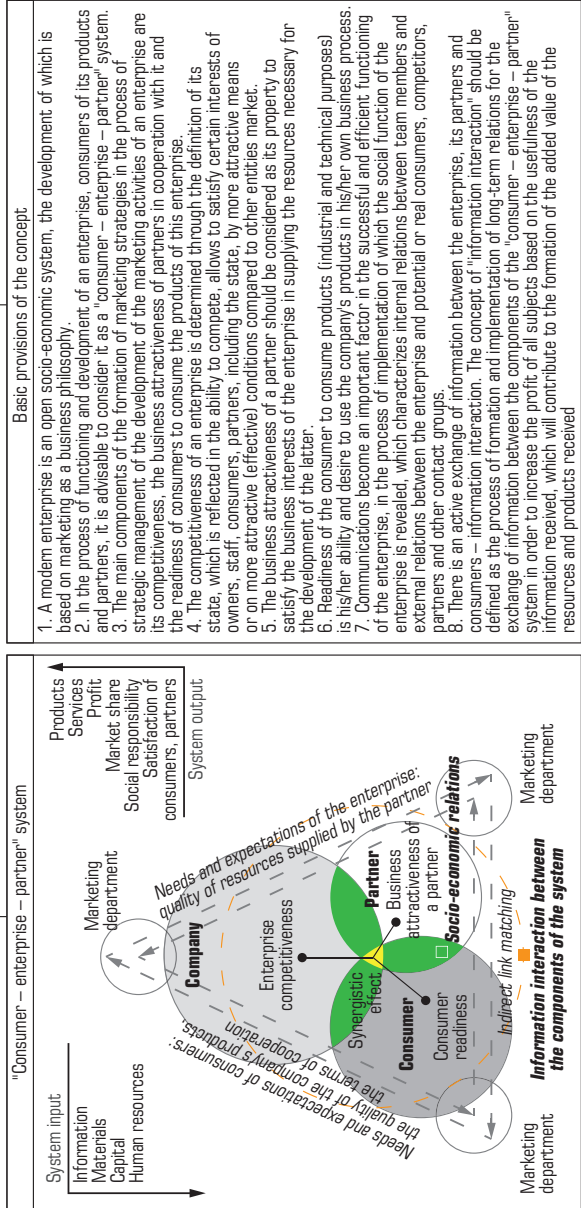 "Consumer – enterprise – partner" system
System input
Information
Materials
Capital
Human resources
Marketing
department
Products
Services
Profit
Market share
Social responsibility
Satisfaction of
consumers, partners
System output
Company
Needs and expectations of consumers:
the quality of the company's products,
the terms of cooperation
Needs and expectations of the enterprise:
quality of resources supplied by the partner
Enterprise
competitiveness
Synergistic
effect
Partner
Business
attractiveness of
a partner
Consumer
Consumer
readiness
Socio-economic relations
Indirect link matching
Marketing
department
Information interaction between
the components of the system
Marketing
department
Basic provisions of the concept
1. A modern enterprise is an open socio-economic system, the development of which is
based on marketing as a business philosophy.
2. In the process of functioning and development of an enterprise, consumers of its products
and partners, it is advisable to consider it as a "consumer – enterprise – partner" system.
3. The main components of the formation of marketing strategies in the process of
strategic management of the development of the marketing activities of an enterprise are
its competitiveness, the business attractiveness of partners in cooperation with it and
the readiness of consumers to consume the products of this enterprise.
4. The competitiveness of an enterprise is determined through the definition of its
state, which is reflected in the ability to compete, allows to satisfy certain interests of
owners, staff, consumers, partners, including the state, by more attractive means
or on more attractive (effective) conditions compared to other entities market.
5. The business attractiveness of a partner should be considered as its property to
satisfy the business interests of the enterprise in supplying the resources necessary for
the development of the latter.
6. Readiness of the consumer to consume products (industrial and technical purposes)
is his/her ability and desire to use the company's products in his/her own business process.
7. Communications become an important factor in the successful and efficient functioning
of the enterprise, in the process of implementation of which the social function of the
enterprise is revealed, which characterizes internal relations between team members and
external relations between the enterprise and potential or real consumers, competitors,
partners and other contact groups.
8. There is an active exchange of information between the enterprise, its partners and
consumers – information interaction. The concept of "information interaction" should be
defined as the process of formation and implementation of long-term relations for the
exchange of information between the components of the "consumer – enterprise – partner"
system in order to increase the profit of all subjects based on the usefulness of the
information received, which will contribute to the formation of the added value of the
resources and products received